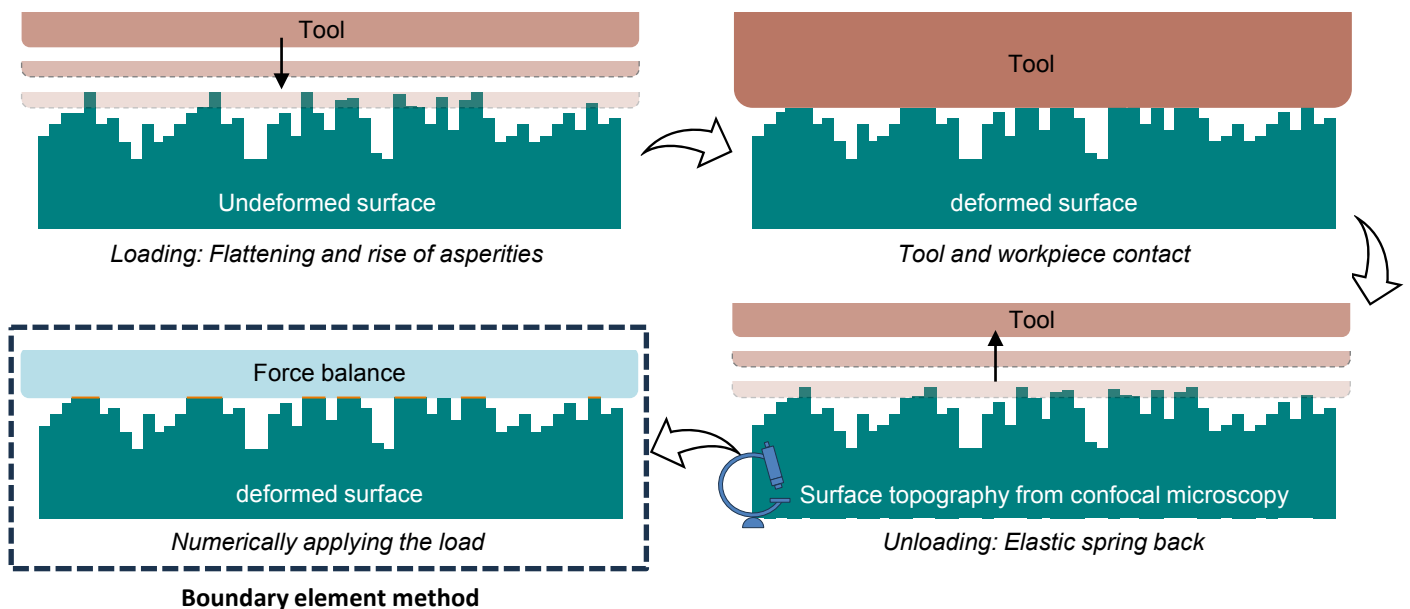 Tool
Undeformed surface
Loading: Flattening and rise of asperities
Tool
deformed surface
Tool and workpiece contact
Tool
Surface topography from confocal microscopy
Unloading: Elastic spring back
Force balance
deformed surface
Numerically applying the load
Boundary element method